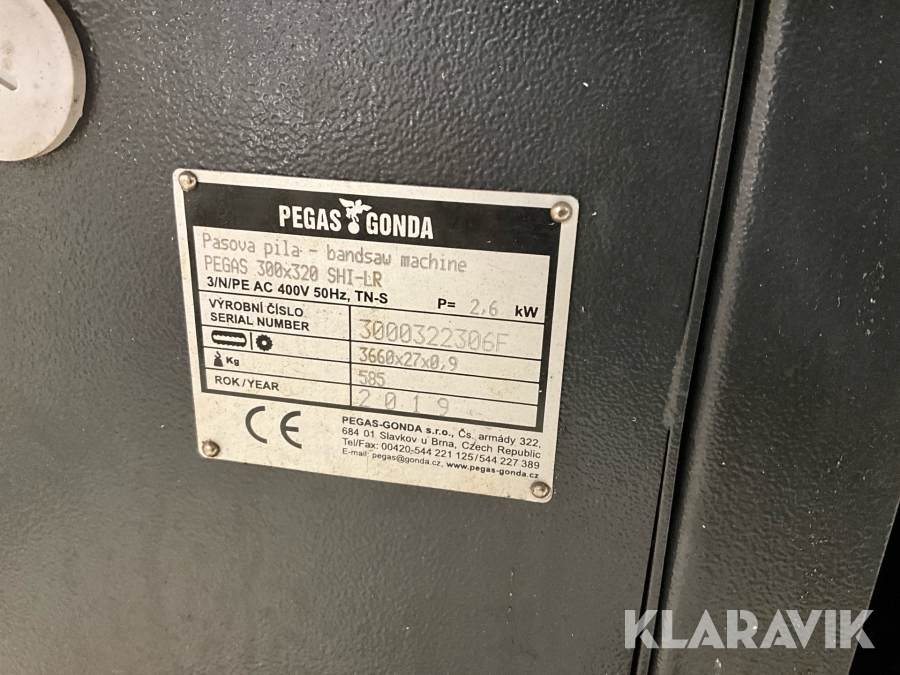 PEGAS GONDA
Pasova pila - bandsaw machine
PEGAS 300x320 SHI-LR
3/N/PE AC 400V 50Hz, TN-S P= 2,6 kW
VÝROBNÍ ČÍSLO
SERIAL NUMBER 3000322306F
3660x27x0,9
Kg 585
ROK/YEAR 2019
CE
PEGAS-GONDA s.r.o., Čs. armády 322,
684 01 Slavkov u Brna, Czech Republic
Tel/Fax: 00420-544 221 125/544 227 389
E-mail: pegas@gonda.cz, www.pegas-gonda.cz
KLARAVIK